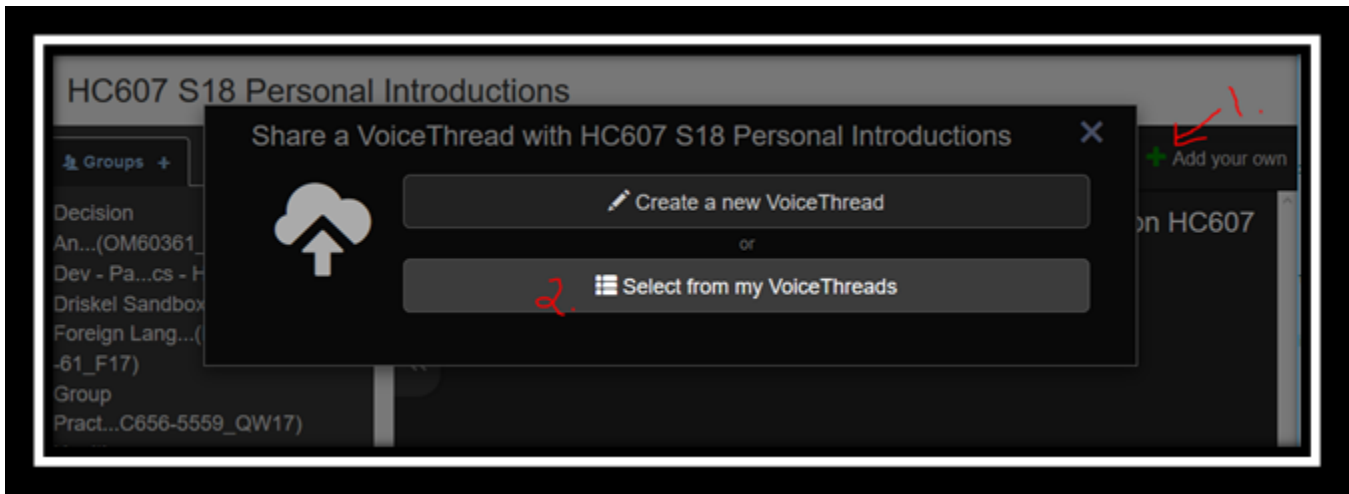 HC607 S18 Personal Introductions
1.
Share a VoiceThread with HC607 S18 Personal Introductions
Groups +
Add your own
Create a new VoiceThread
or
2. Select from my VoiceThreads
on HC607
Decision
An...(OM60361_
Dev - Pa...cs - H
Driskel Sandbox
Foreign Lang...(
-61_F17)
Group
Pract...C656-5559_QW17)